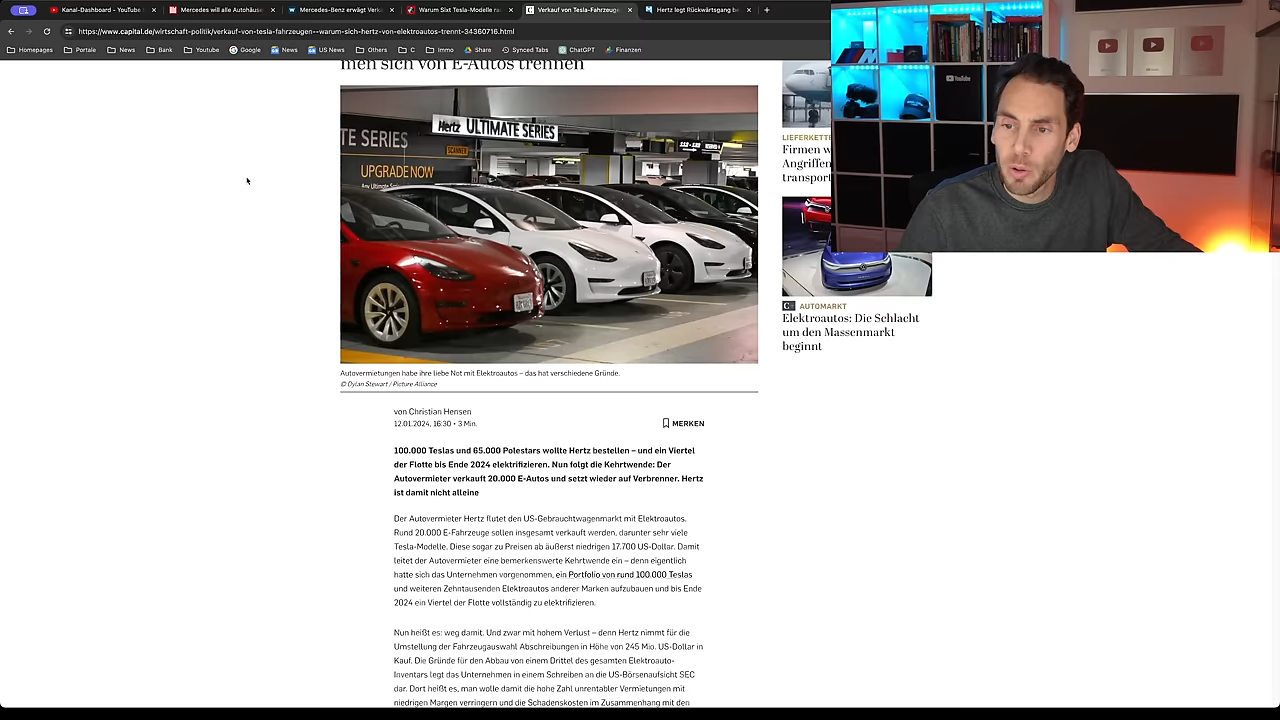 Kanal-Dashboard - YouTube
Mercedes will alle Autohäuse
Mercedes-Benz erwägt Verk
Warum Sixt Tesla-Modelle ra
Verkauf von Tesla-Fahrzeuge
Hertz legt Rückwärtsgang be
https://www.capital.de/wirtschaft-politik/verkauf-von-tesla-fahrzeugen--warum-sich-hertz-von-elektroautos-trennt-34360716.html
Homepages
Portale
News
Bank
Youtube
Google
News
US News
Others
C
Immo
Share
Synced Tabs
ChatGPT
Finanzen
men sich von E-Autos trennen
TE SERIES
UPGRADE NOW
Any Ultimate
Hertz ULTIMATE SERIES
SCANNER
Autovermietungen habe ihre liebe Not mit Elektroautos – das hat verschiedene Gründe.
© Dylan Stewart / Picture Alliance
von Christian Hensen
12.01.2024, 16:30 • 3 Min.
MERKEN
100.000 Teslas und 65.000 Polestars wollte Hertz bestellen – und ein Viertel
der Flotte bis Ende 2024 elektrifizieren. Nun folgt die Kehrtwende: Der
Autovermieter verkauft 20.000 E-Autos und setzt wieder auf Verbrenner. Hertz
ist damit nicht alleine
Der Autovermieter Hertz flutet den US-Gebrauchtwagenmarkt mit Elektroautos.
Rund 20.000 E-Fahrzeuge sollen insgesamt verkauft werden, darunter sehr viele
Tesla-Modelle. Diese sogar zu Preisen ab äußerst niedrigen 17.700 US-Dollar. Damit
leitet der Autovermieter eine bemerkenswerte Kehrtwende ein – denn eigentlich
hatte sich das Unternehmen vorgenommen, ein Portfolio von rund 100.000 Teslas
und weiteren Zehntausenden Elektroautos anderer Marken aufzubauen und bis Ende
2024 ein Viertel der Flotte vollständig zu elektrifizieren.
Nun heißt es: weg damit. Und zwar mit hohem Verlust – denn Hertz nimmt für die
Umstellung der Fahrzeugauswahl Abschreibungen in Höhe von 245 Mio. US-Dollar in
Kauf. Die Gründe für den Abbau von einem Drittel des gesamten Elektroauto-
Inventars legt das Unternehmen in einem Schreiben an die US-Börsenaufsicht SEC
dar. Dort heißt es, man wolle damit die hohe Zahl unrentabler Vermietungen mit
niedrigen Margen verringern und die Schadenskosten im Zusammenhang mit den
LIEFERKETT
Firmen w
Angriffen
transport
C
AUTOMARKT
Elektroautos: Die Schlacht
um den Massenmarkt
beginnt
YouTube